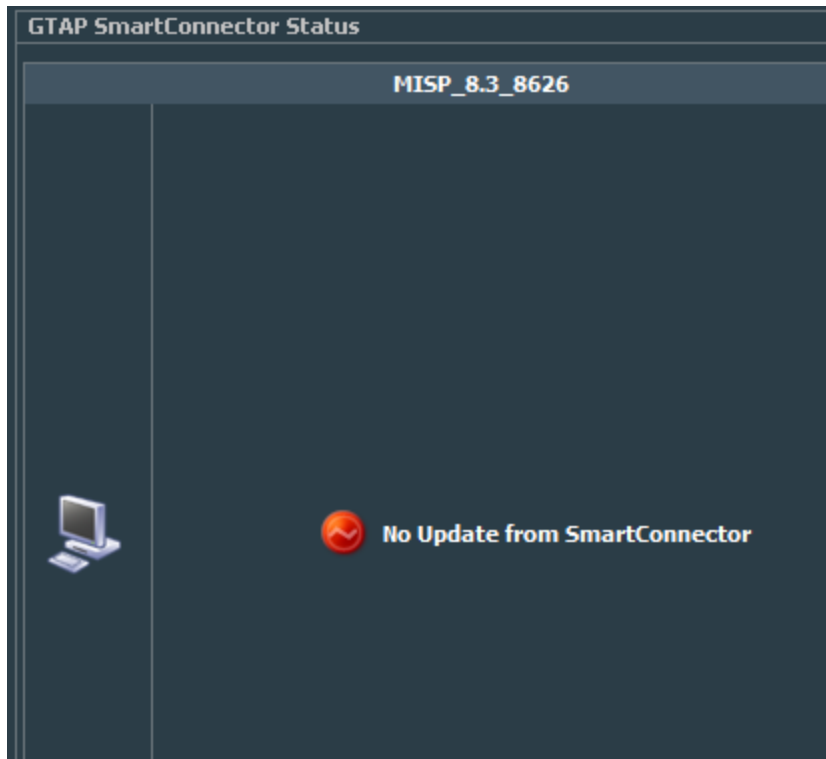 GTAP SmartConnector Status
MISP_8.3_8626
No Update from SmartConnector